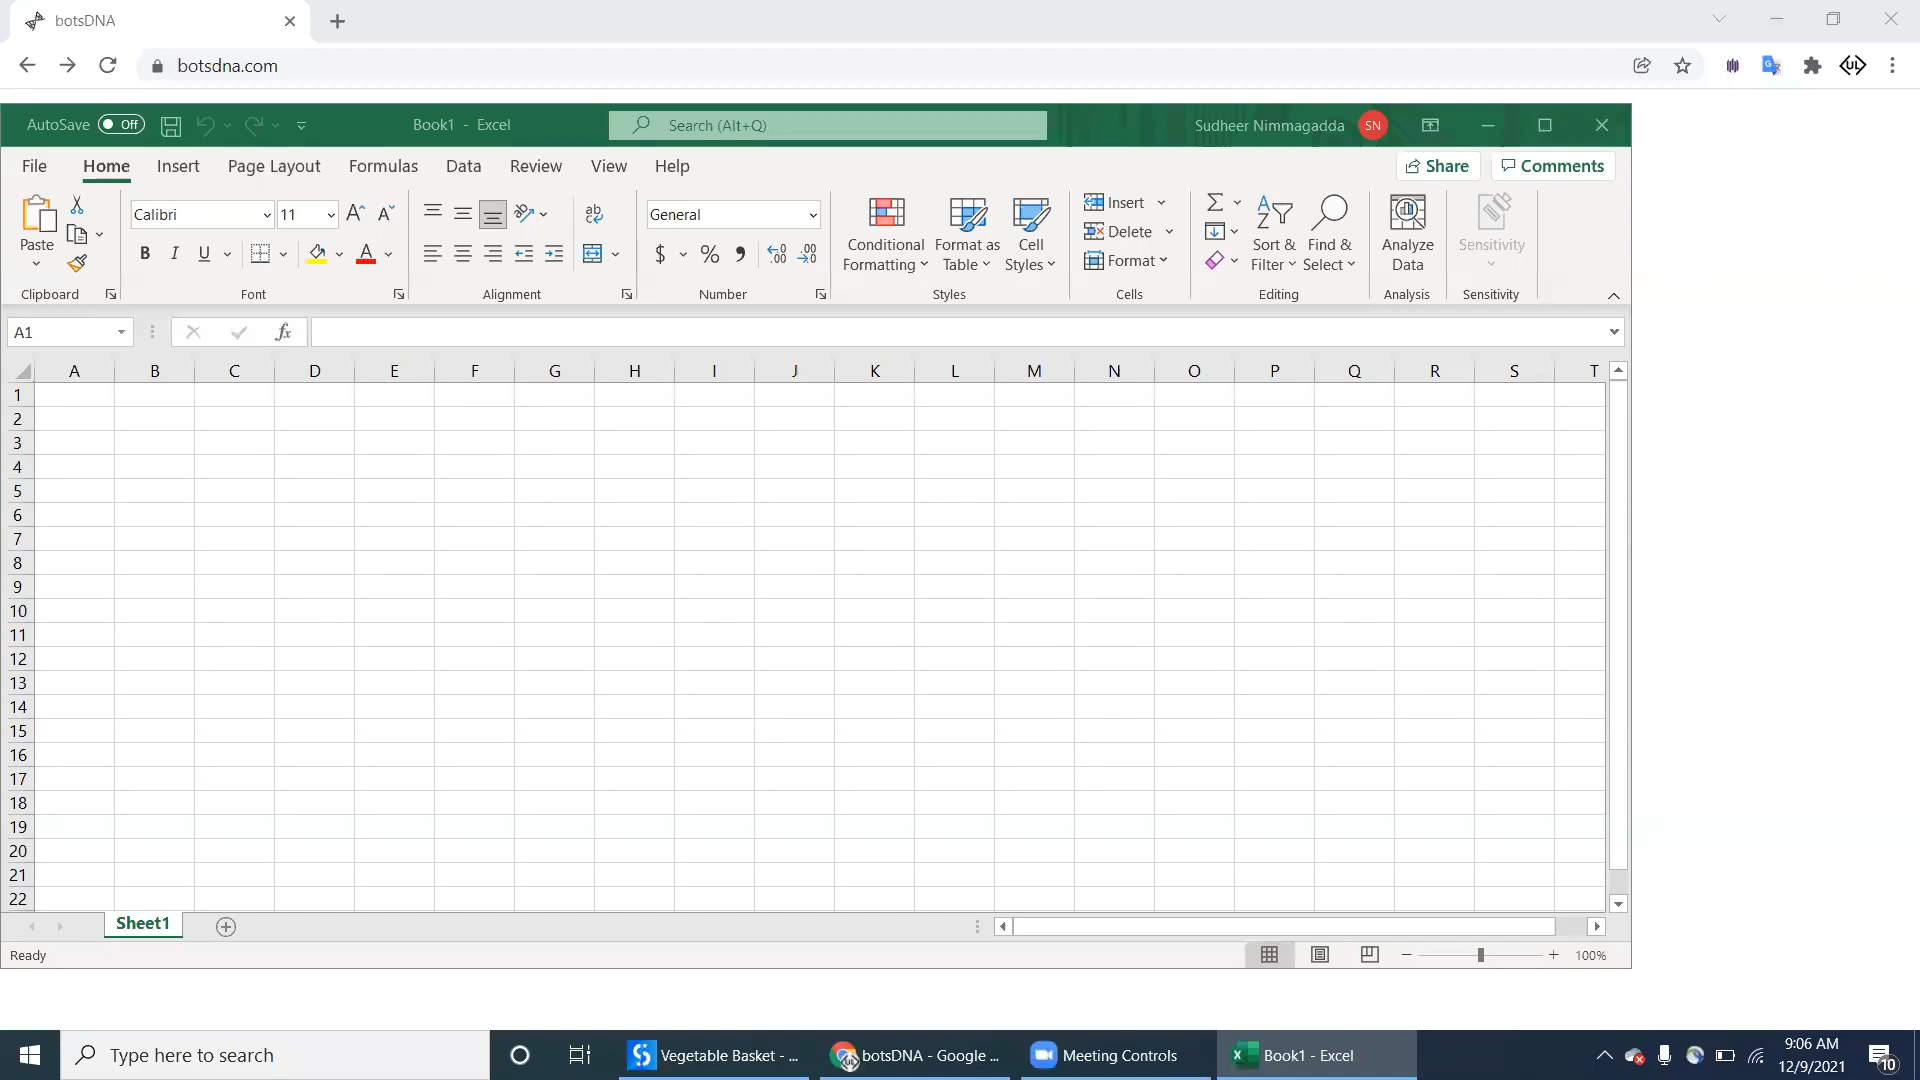 botsDNA
botsdna.com
AutoSave Off Book1 - Excel Search (Alt+Q) Sudheer Nimmagadda SN
File Home Insert Page Layout Formulas Data Review View Help Share Comments
Paste Calibri 11 General Conditional Formatting Format as Table Cell Styles Insert Delete Format Sort & Filter Find & Select Analyze Data Sensitivity
B I U A $ % ab
Clipboard Font Alignment Number Styles Cells Editing Analysis Sensitivity
A1 fx
A B C D E F G H I J K L M N O P Q R S T
1
2
3
4
5
6
7
8
9
10
11
12
13
14
15
16
17
18
19
20
21
22
Sheet1
Ready 100%
Type here to search Vegetable Basket - ... botsDNA - Google ... Meeting Controls Book1 - Excel 9:06 AM
12/9/2021 10